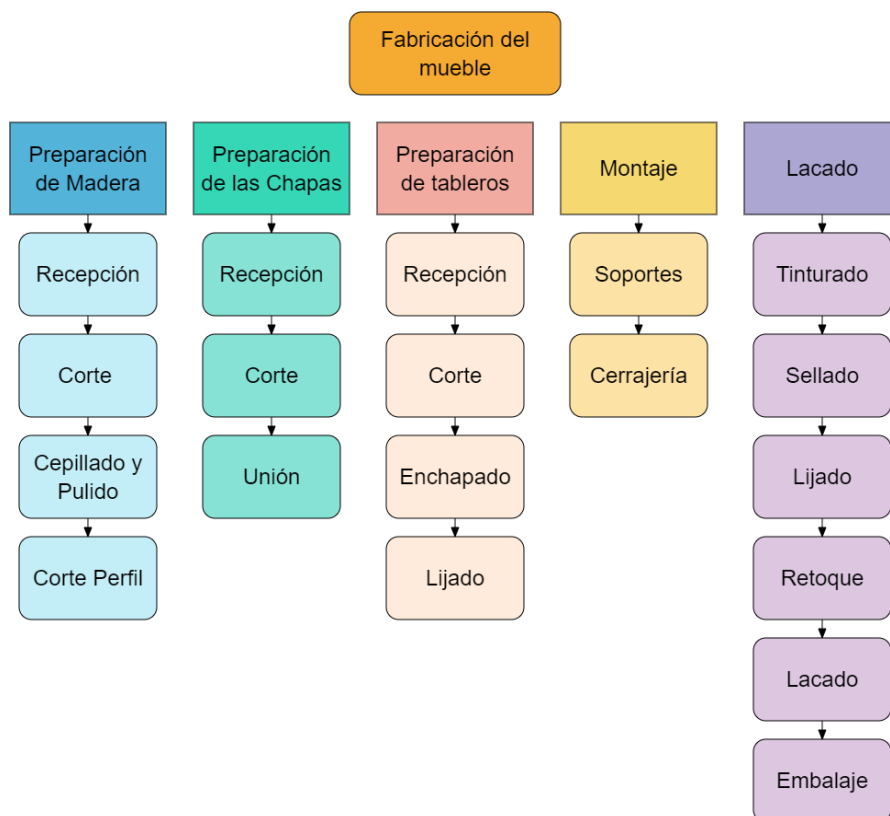 Fabricación del
mueble
Preparación
de Madera
Preparación
de las Chapas
Preparación
de tableros
Montaje
Lacado
Recepción
Recepción
Recepción
Soportes
Tinturado
Corte
Corte
Corte
Cerrajería
Sellado
Cepillado y
Pulido
Unión
Enchapado
Lijado
Corte Perfil
Lijado
Retoque
Lacado
Embalaje